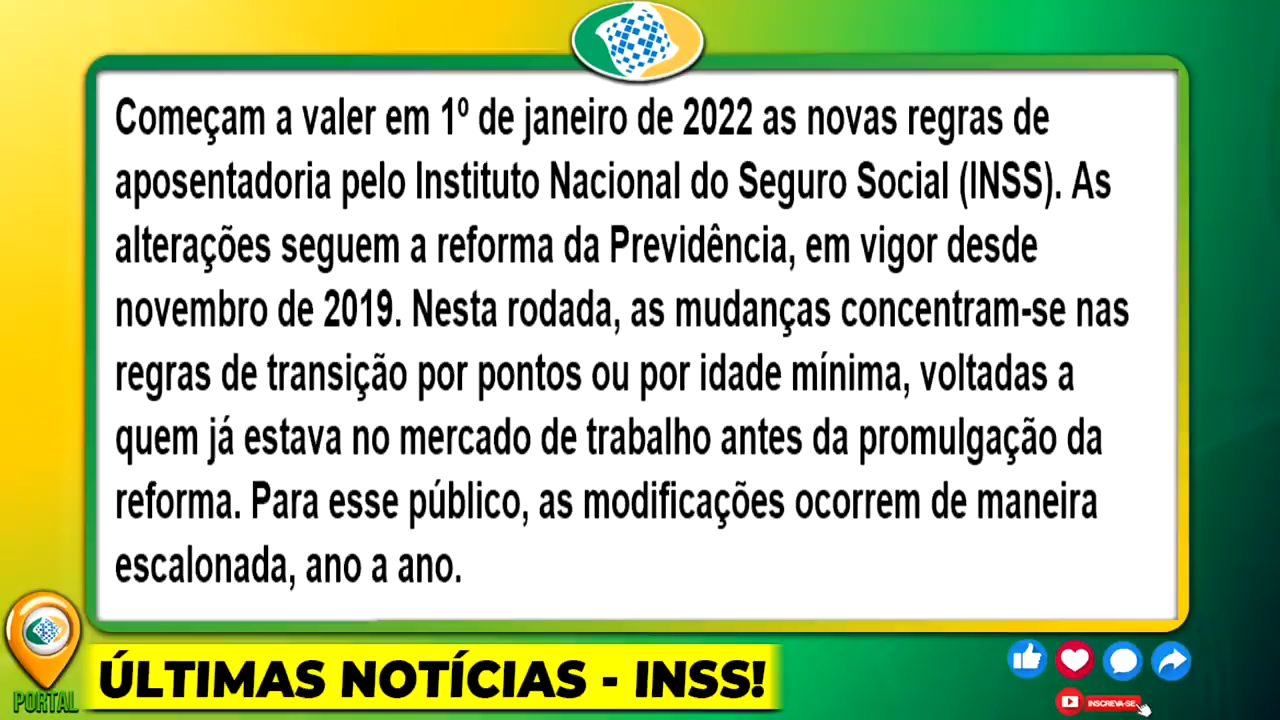 Começam a valer em 1º de janeiro de 2022 as novas regras de
aposentadoria pelo Instituto Nacional do Seguro Social (INSS). As
alterações seguem a reforma da Previdência, em vigor desde
novembro de 2019. Nesta rodada, as mudanças concentram-se nas
regras de transição por pontos ou por idade mínima, voltadas a
quem já estava no mercado de trabalho antes da promulgação da
reforma. Para esse público, as modificações ocorrem de maneira
escalonada, ano a ano.
PORTAL
ÚLTIMAS NOTÍCIAS - INSS!
INSCREVA-SE